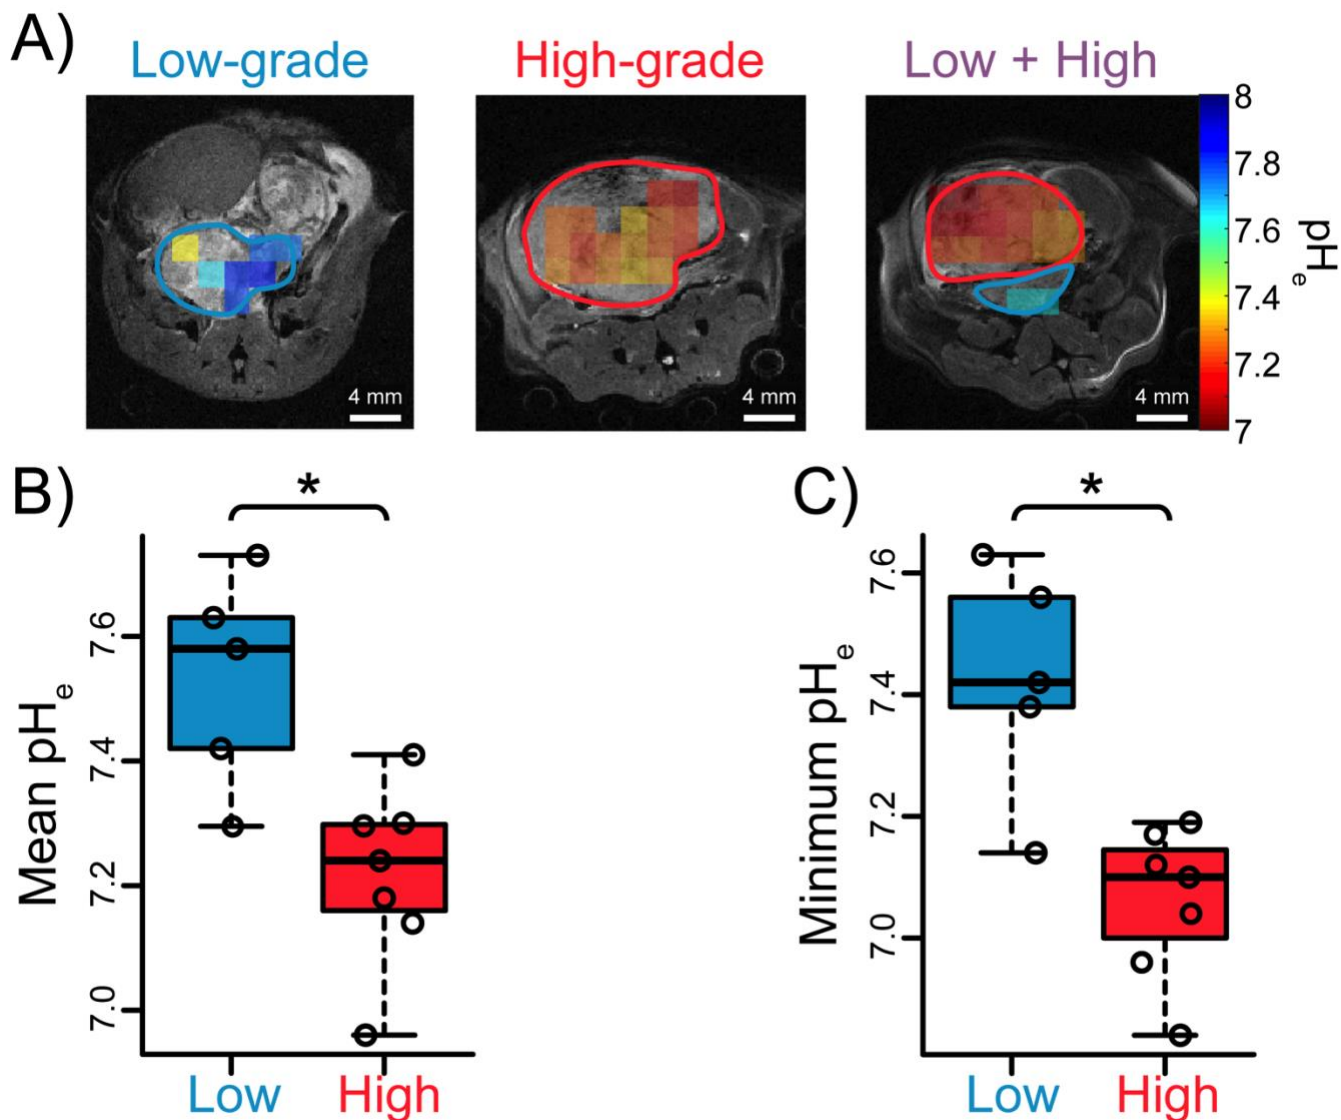 A)
Low-grade
High-grade
Low + High
4 mm
4 mm
4 mm
8
7.8
7.6
7.4
7.2
7
pHe
B)
*
Mean pHe
7.6
7.4
7.2
7.0
Low
High
C)
*
Minimum pHe
7.6
7.4
7.2
7.0
Low
High